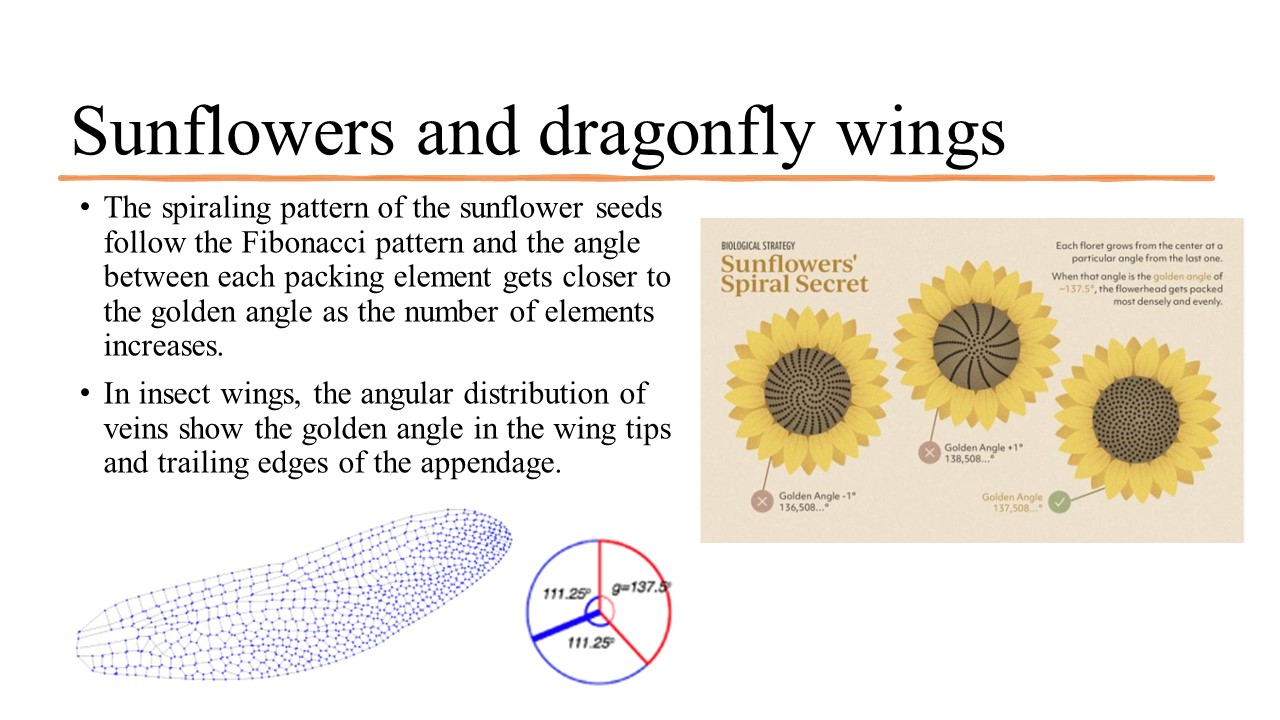 Sunflowers and dragonfly wings
• The spiraling pattern of the sunflower seeds
follow the Fibonacci pattern and the angle
between each packing element gets closer to
the golden angle as the number of elements
increases.
• In insect wings, the angular distribution of
veins show the golden angle in the wing tips
and trailing edges of the appendage.
BIOLOGICAL STRATEGY
Sunflowers'
Spiral Secret
Each floret grows from the center at a
particular angle from the last one.
When that angle is the golden angle of
~137.5°, the flowerhead gets packed
most densely and evenly.
Golden Angle +1°
138,508...°
Golden Angle -1°
136,508...°
Golden Angle
137,508...°
111.25°
g=137.5°
111.25°